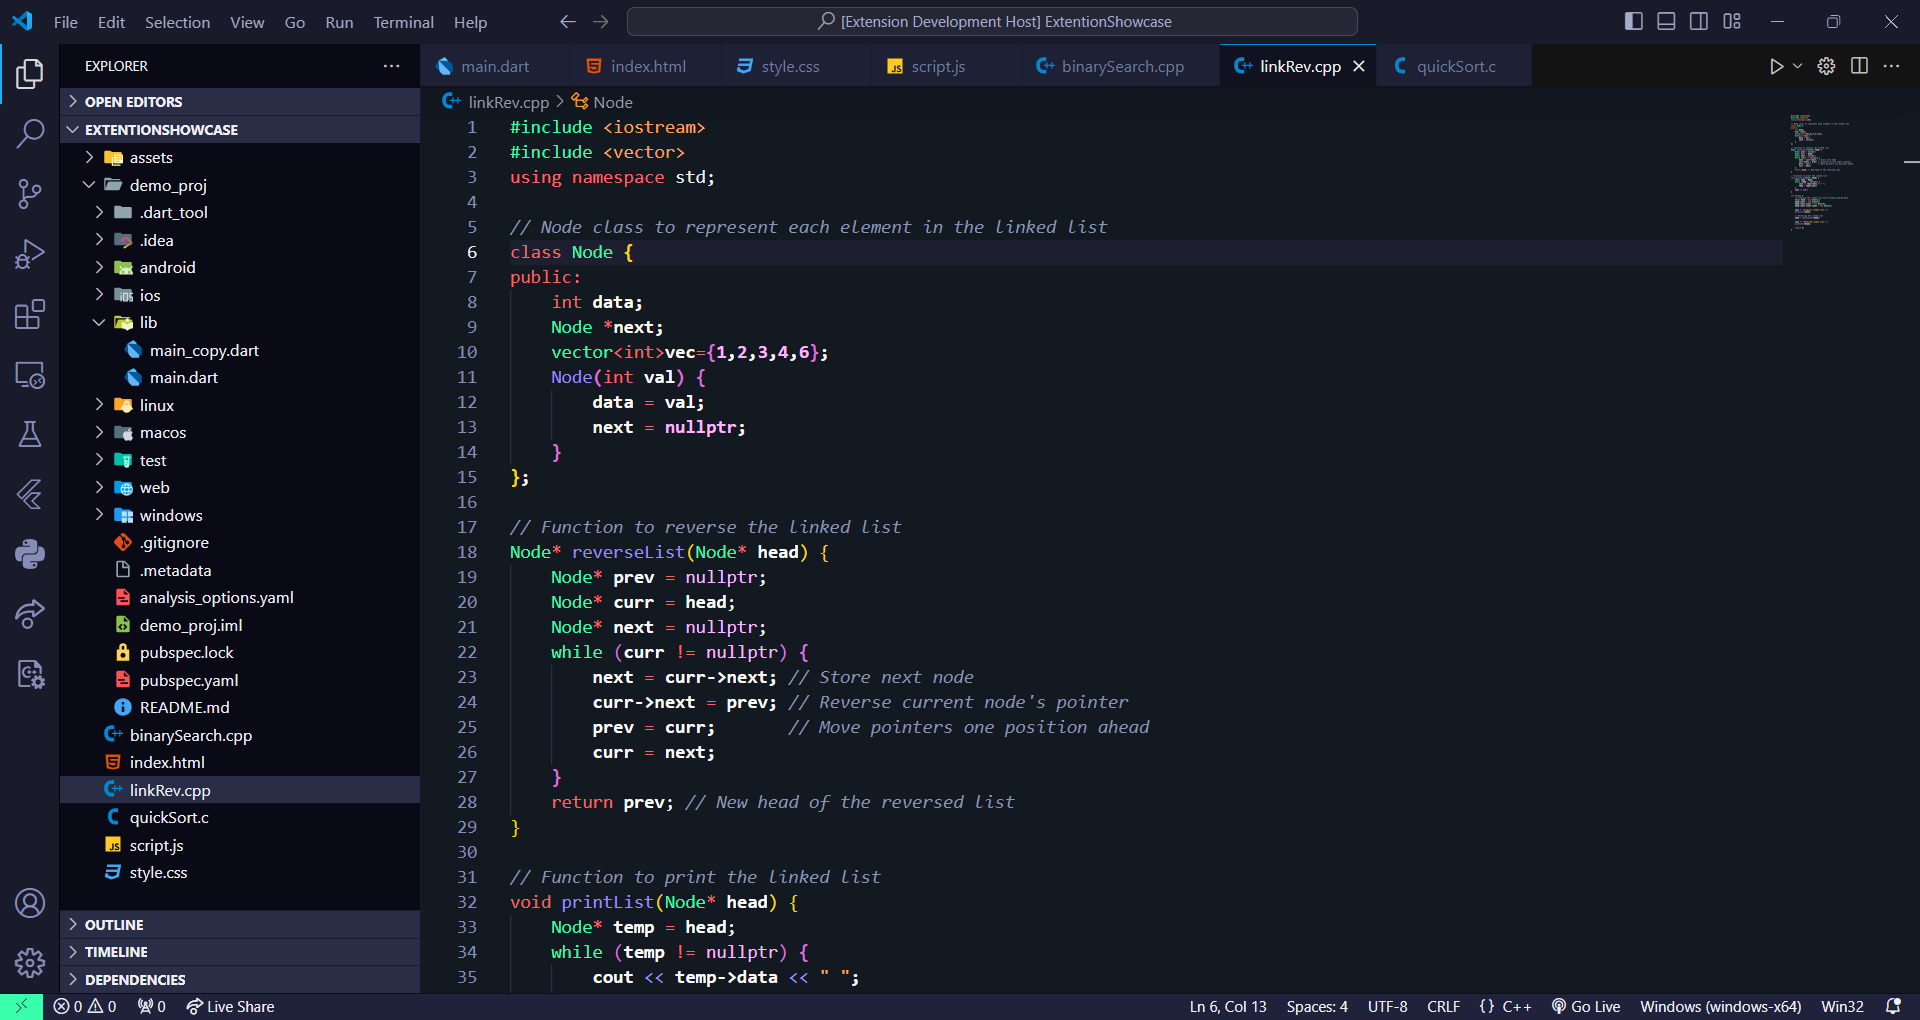 File Edit Selection View Go Run Terminal Help
[Extension Development Host] ExtentionShowcase
EXPLORER
OPEN EDITORS
EXTENTIONSHOWCASE
assets
demo_proj
.dart_tool
.idea
android
ios
lib
main_copy.dart
main.dart
linux
macos
test
web
windows
.gitignore
.metadata
analysis_options.yaml
demo_proj.iml
pubspec.lock
pubspec.yaml
README.md
binarySearch.cpp
index.html
linkRev.cpp
quickSort.c
script.js
style.css
OUTLINE
TIMELINE
DEPENDENCIES
main.dart index.html style.css script.js binarySearch.cpp linkRev.cpp quickSort.c
linkRev.cpp > Node
1 #include <iostream>
2 #include <vector>
3 using namespace std;
4
5 // Node class to represent each element in the linked list
6 class Node {
7 public:
8     int data;
9     Node *next;
10     vector<int>vec={1,2,3,4,6};
11     Node(int val) {
12         data = val;
13         next = nullptr;
14     }
15 };
16
17 // Function to reverse the linked list
18 Node* reverseList(Node* head) {
19     Node* prev = nullptr;
20     Node* curr = head;
21     Node* next = nullptr;
22     while (curr != nullptr) {
23         next = curr->next; // Store next node
24         curr->next = prev; // Reverse current node's pointer
25         prev = curr;       // Move pointers one position ahead
26         curr = next;
27     }
28     return prev; // New head of the reversed list
29 }
30
31 // Function to print the linked list
32 void printList(Node* head) {
33     Node* temp = head;
34     while (temp != nullptr) {
35         cout << temp->data << " ";
0 0 0 Live Share
Ln 6, Col 13 Spaces: 4 UTF-8 CRLF {} C++ Go Live Windows (windows-x64) Win32